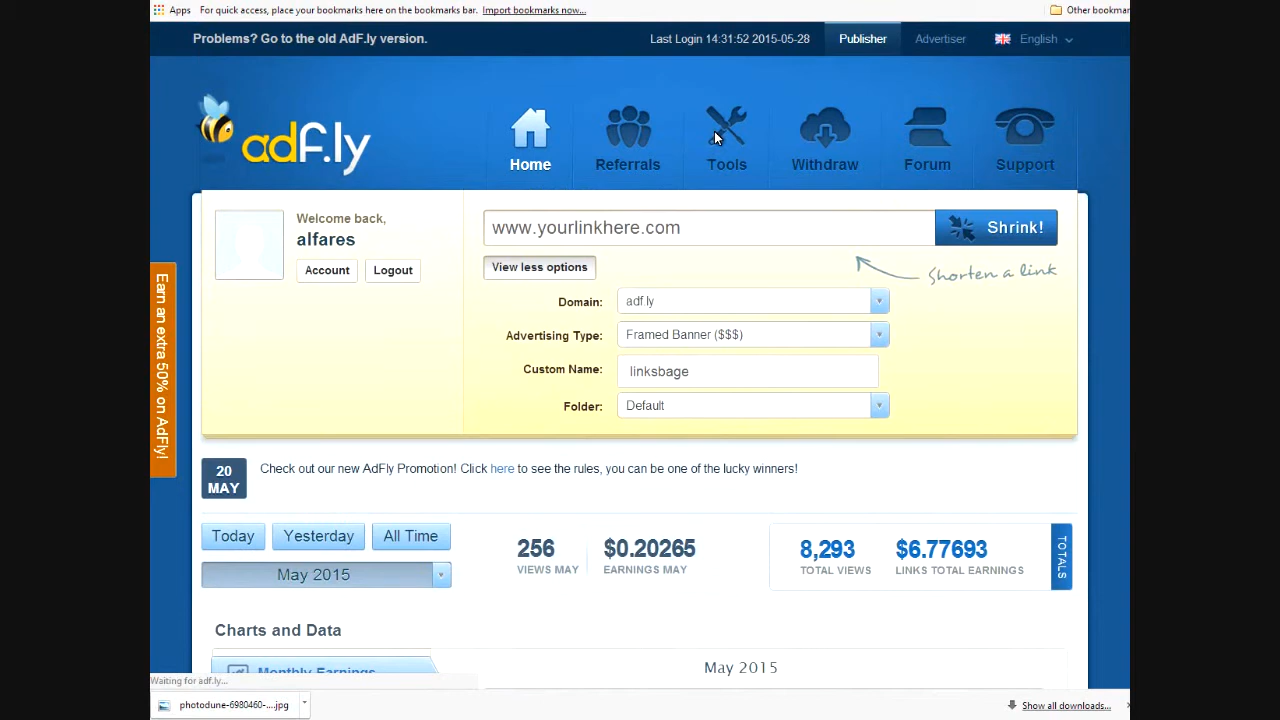 Apps For quick access, place your bookmarks here on the bookmarks bar. Import bookmarks now... Other bookmar
Problems? Go to the old AdF.ly version. Last Login 14:31:52 2015-05-28 Publisher Advertiser English
adf.ly
Home Referrals Tools Withdraw Forum Support
Welcome back,
alfares
Account Logout
www.yourlinkhere.com Shrink!
View less options
Shorten a link
Domain: adf.ly
Advertising Type: Framed Banner ($$$)
Custom Name: linksbage
Folder: Default
Earn an extra 50% on AdFly!
20
MAY
Check out our new AdFly Promotion! Click here to see the rules, you can be one of the lucky winners!
Today Yesterday All Time
May 2015
256 $0.20265
VIEWS MAY EARNINGS MAY
8,293 $6.77693
TOTAL VIEWS LINKS TOTAL EARNINGS
TOTALS
Charts and Data
Monthly Earnings
May 2015
Waiting for adf.ly...
photodune-6980460-....jpg Show all downloads...